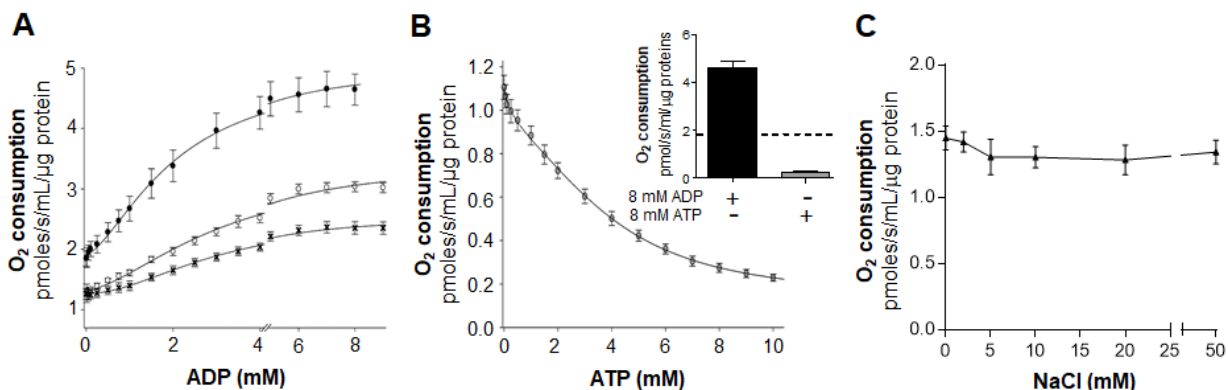 A
O2 consumption
pmoles/s/mL/µg protein
5
4
3
2
1
0
2
4
6
8
ADP (mM)
B
O2 consumption
pmoles/s/mL/µg protein
1.2
1.0
0.8
0.6
0.4
0.2
0.0
0
2
4
6
8
10
ATP (mM)
O2 consumption
pmol/s/ml/µg proteins
6
4
2
0
8 mM ADP + -
8 mM ATP - +
C
O2 consumption
pmoles/s/mL/µg protein
2.0
1.5
1.0
0.5
0.0
0
5
10
15
20
25
50
NaCl (mM)